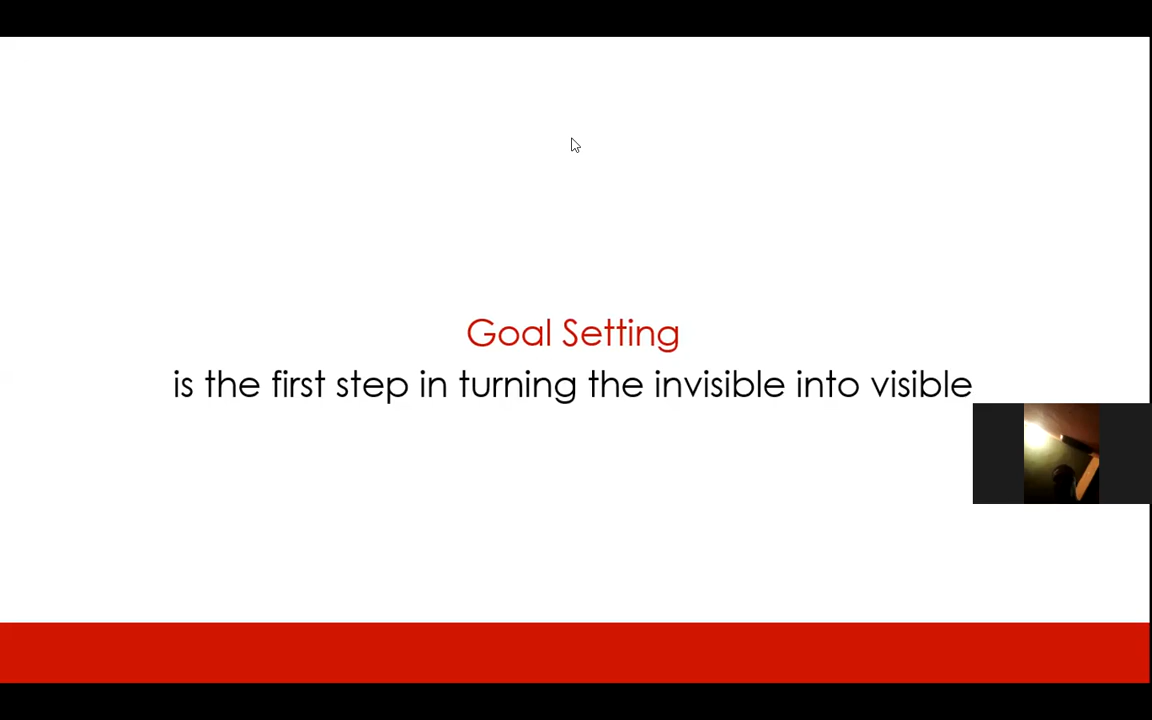 Goal Setting
is the first step in turning the invisible into visible